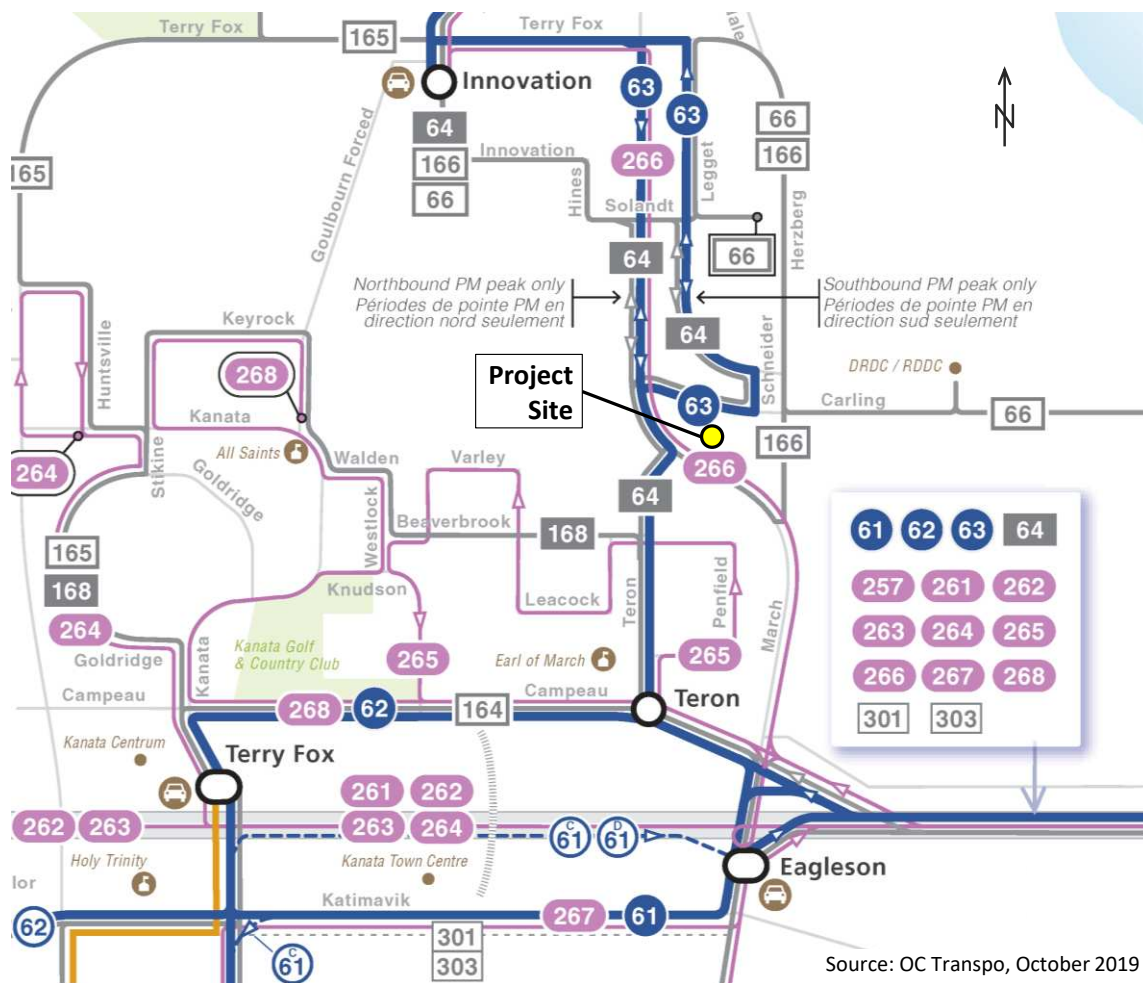 Terry Fox
165
Terry Fox
Innovation
63
63
66
166
165
Goulbourn Forced
64
166
66
Innovation
Hines
266
Legget
Solandt
66
Herzberg
N
64
Northbound PM peak only
Périodes de pointe PM en
direction nord seulement
Southbound PM peak only
Périodes de pointe PM en
direction sud seulement
64
Huntsville
Keyrock
268
Kanata
Project
Site
63
Schneider
DRDC / RDDC
Carling
66
264
Stikine
All Saints
Goldridge
Walden
Varley
266
166
64
Westlock
Beaverbrook
168
165
168
264
Knudson
Leacock
Teron
Penfield
March
61 62 63 64
257 261 262
263 264 265
266 267 268
301 303
Goldridge
Kanata
Kanata Golf
& Country Club
265
Earl of March
265
Campeau
268
62
164
Campeau
Teron
Kanata Centrum
Terry Fox
261 262
263 264
262 263
C
61
D
61
Holy Trinity
Kanata Town Centre
Eagleson
lor
Katimavik
267
61
62
C
61
301
303
Source: OC Transpo, October 2019